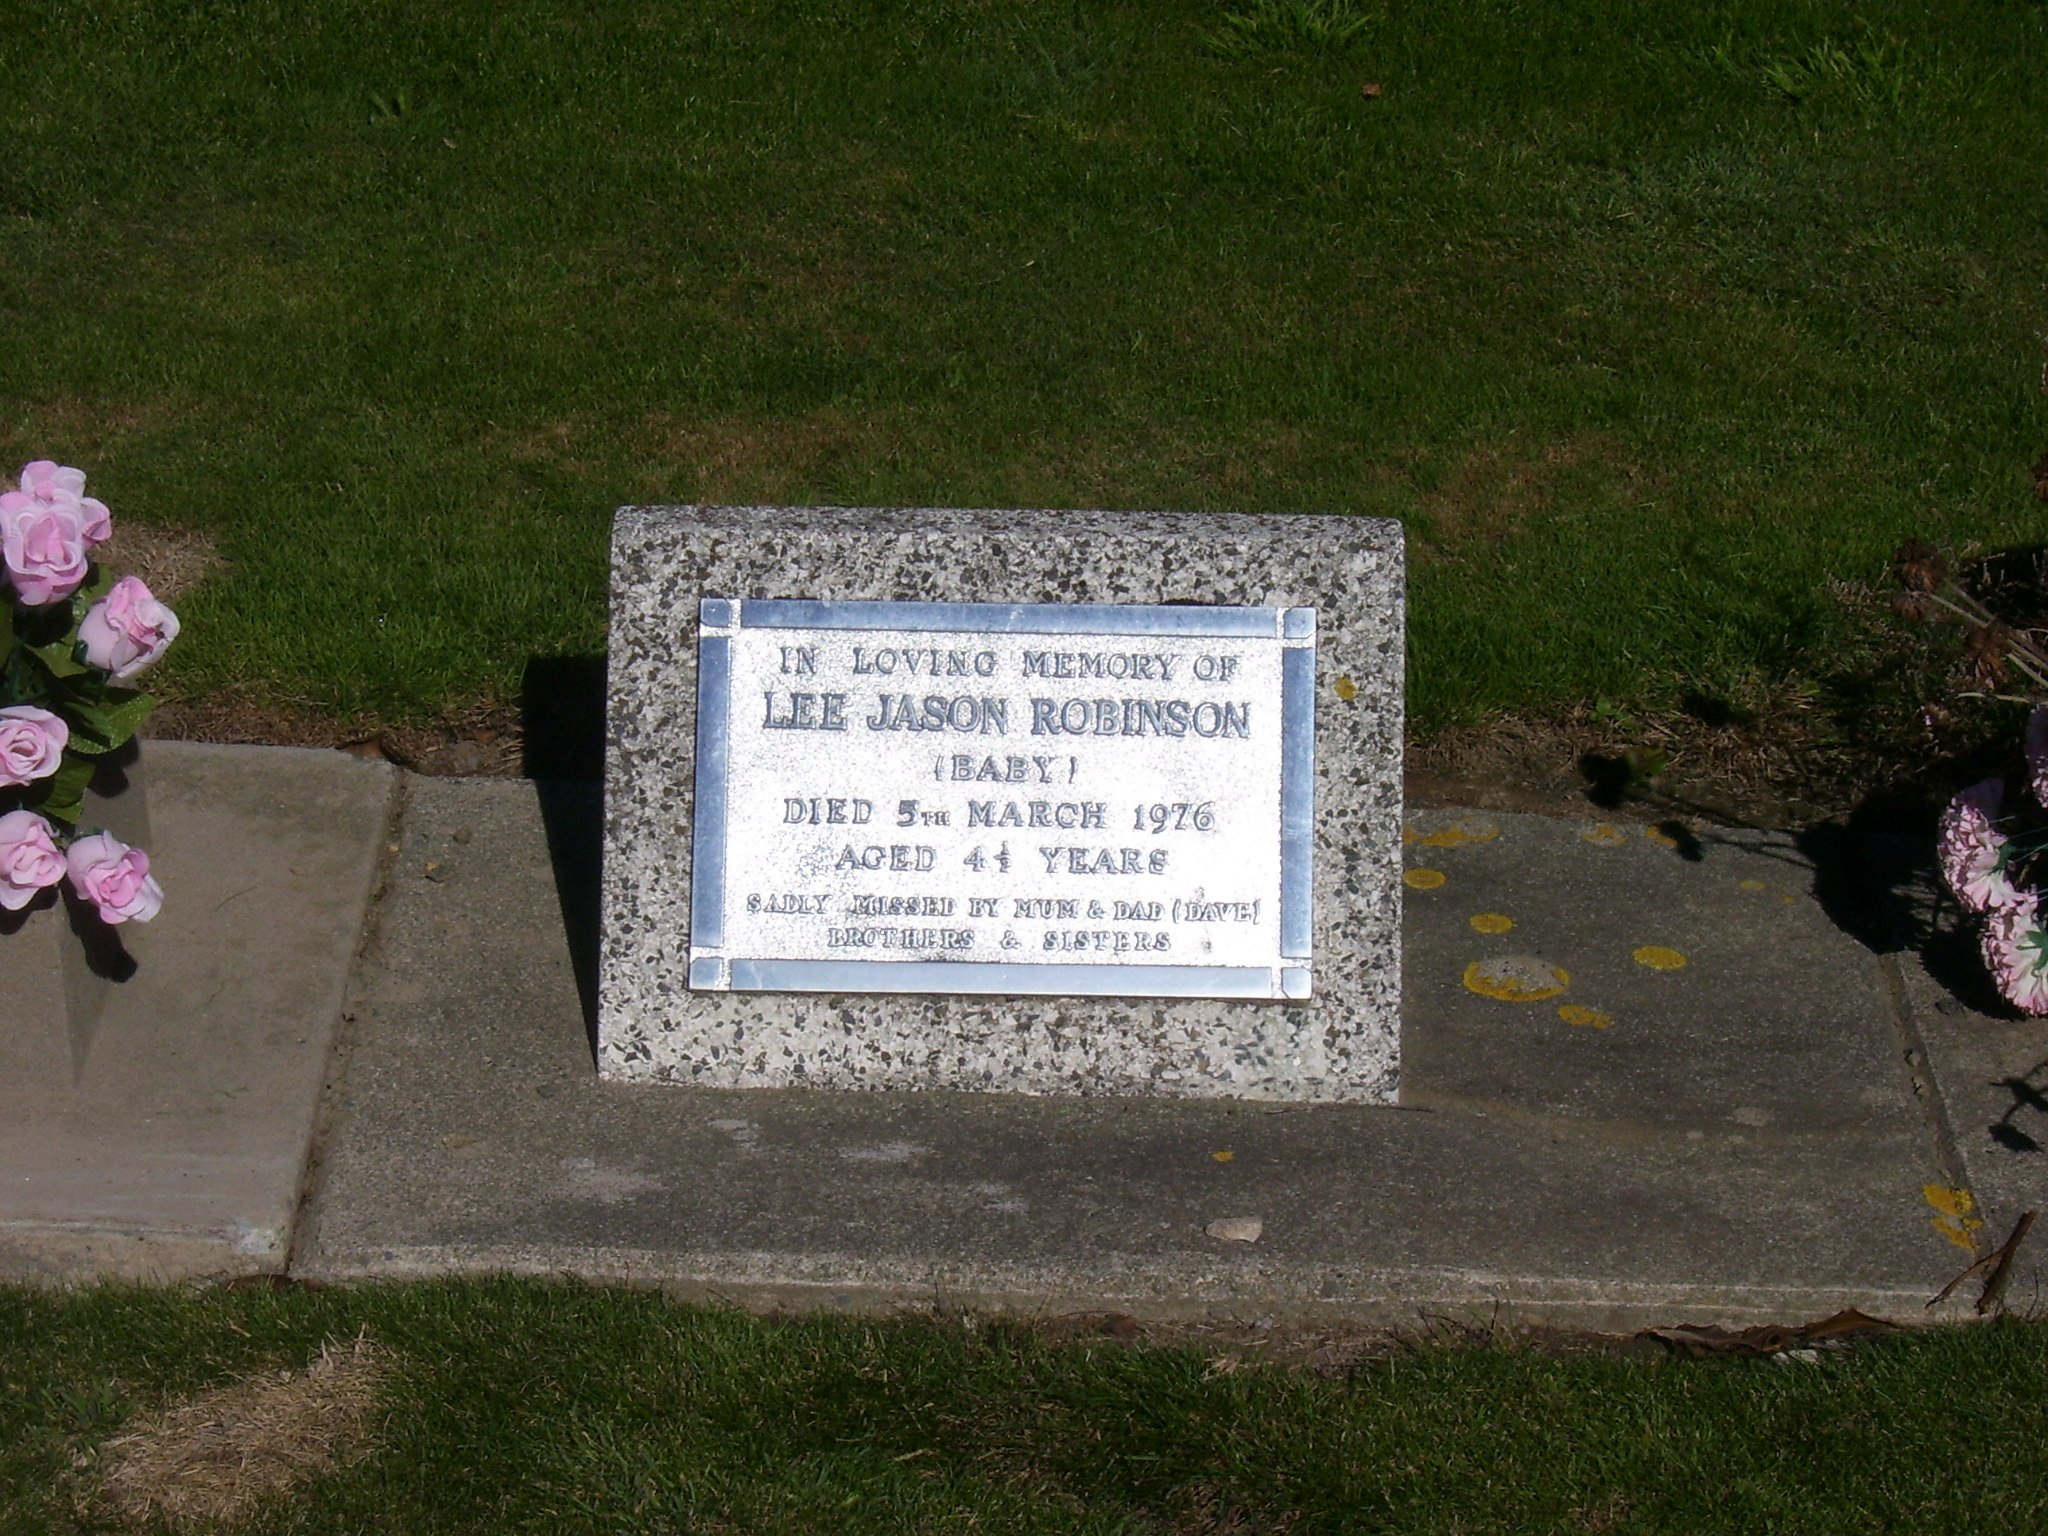 IN LOVING MEMORY OF
LEE JASON ROBINSON
(BABY)
DIED 5TH MARCH 1976
AGED 4½ YEARS
SADLY MISSED BY MUM & DAD (DAVE)
BROTHERS & SISTERS